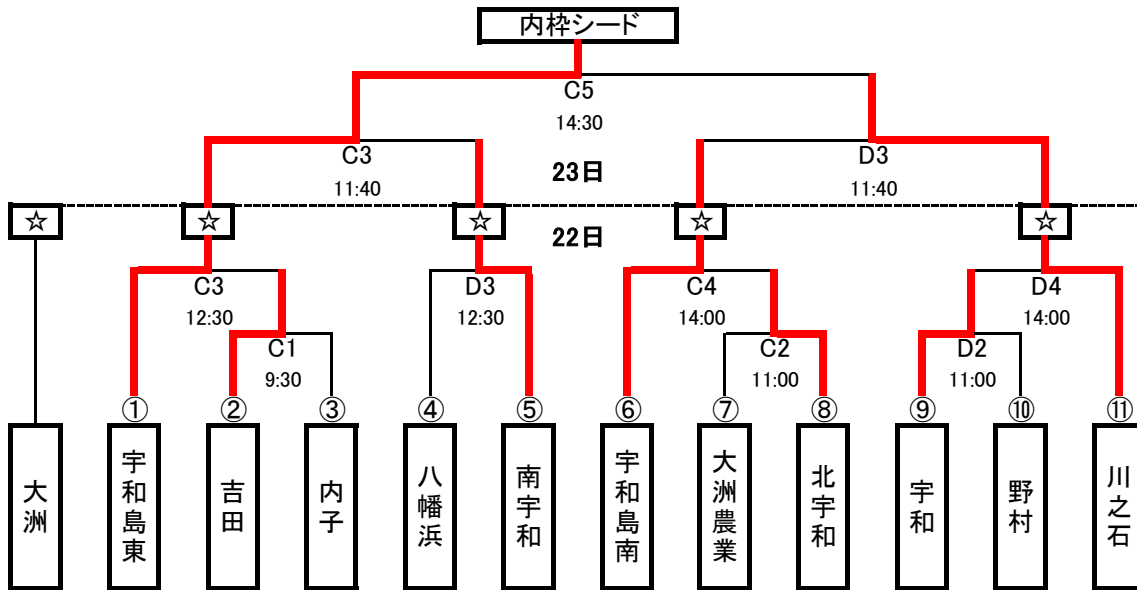 内枠シード
C5
14:30
C3
D3
11:40
23日
11:40
☆ ☆ ☆ ☆ ☆
22日
C3
D3
C4
D4
12:30
12:30
14:00
14:00
C1
C2
D2
9:30
11:00
11:00
① ② ③ ④ ⑤ ⑥ ⑦ ⑧ ⑨ ⑩ ⑪
大洲
宇和島東
吉田
内子
八幡浜
南宇和
宇和島南
大洲農業
北宇和
宇和
野村
川之石